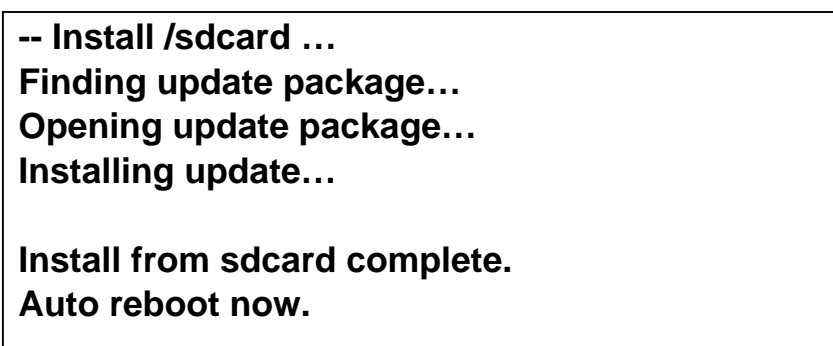 -- Install /sdcard …
Finding update package…
Opening update package…
Installing update…
Install from sdcard complete.
Auto reboot now.